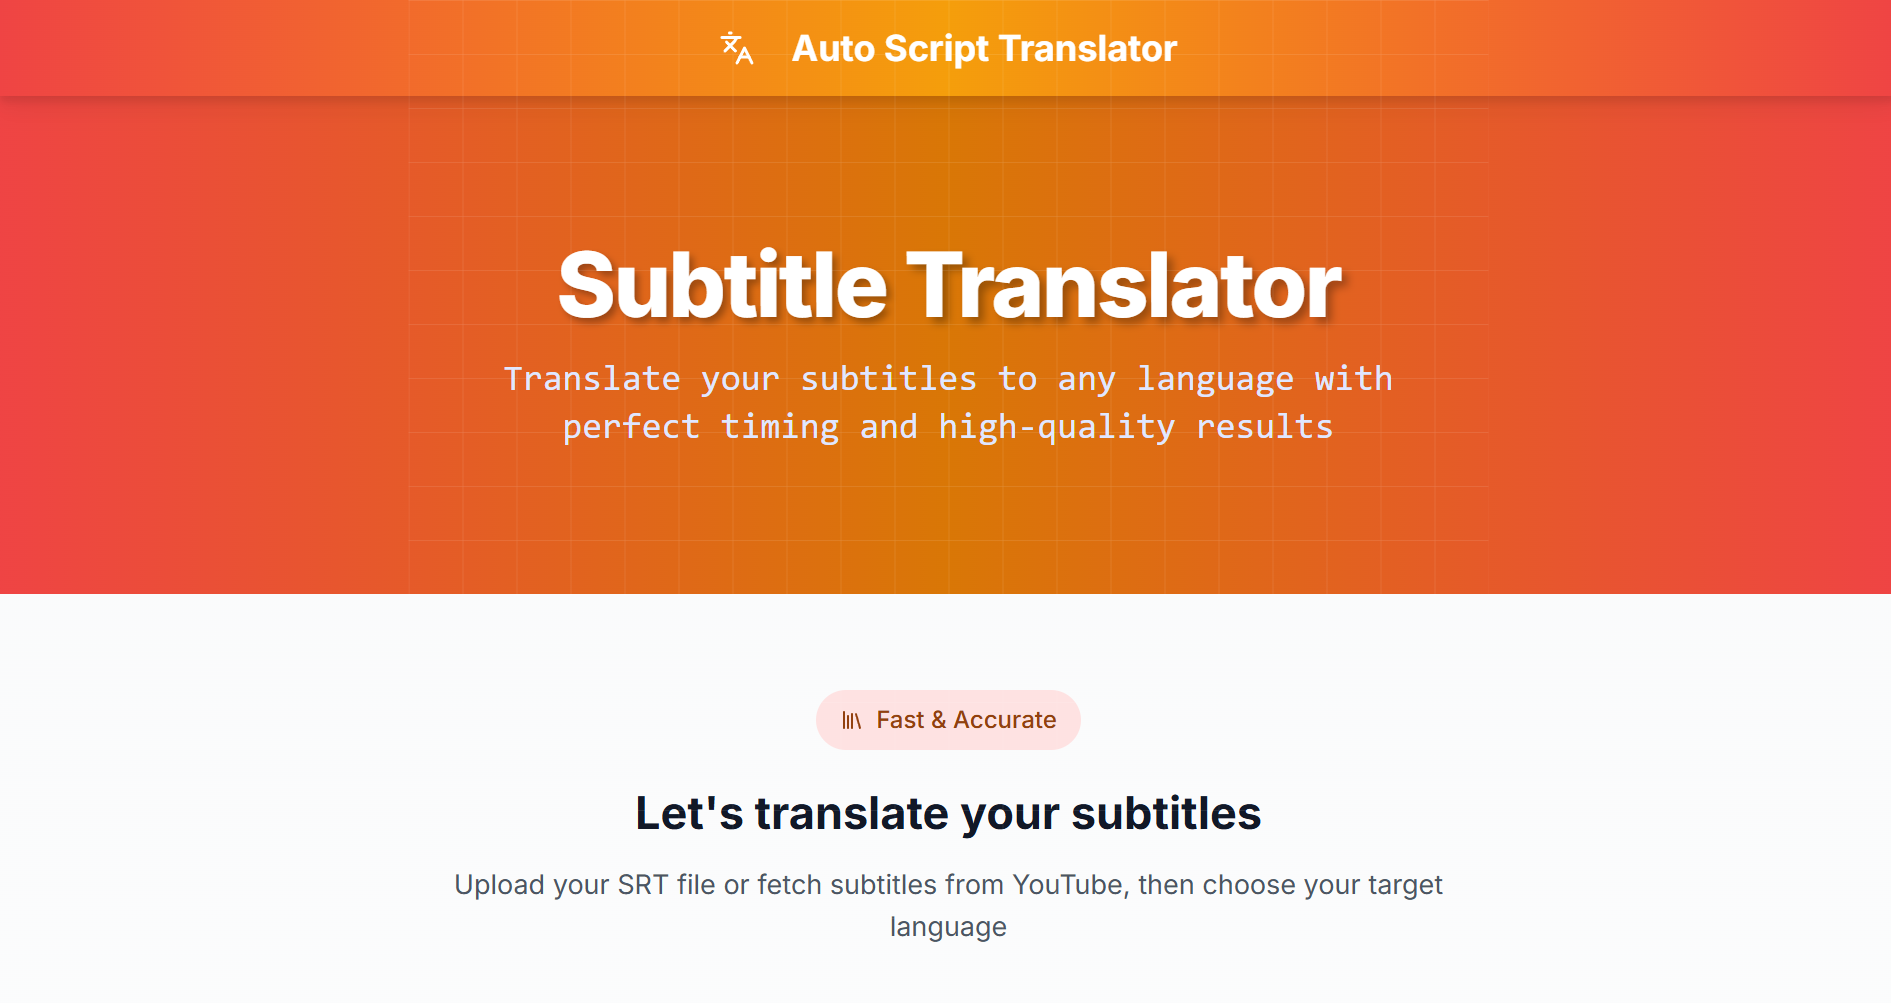 Auto Script Translator
Subtitle Translator
Translate your subtitles to any language with
perfect timing and high-quality results
Fast & Accurate
Let's translate your subtitles
Upload your SRT file or fetch subtitles from YouTube, then choose your target
language